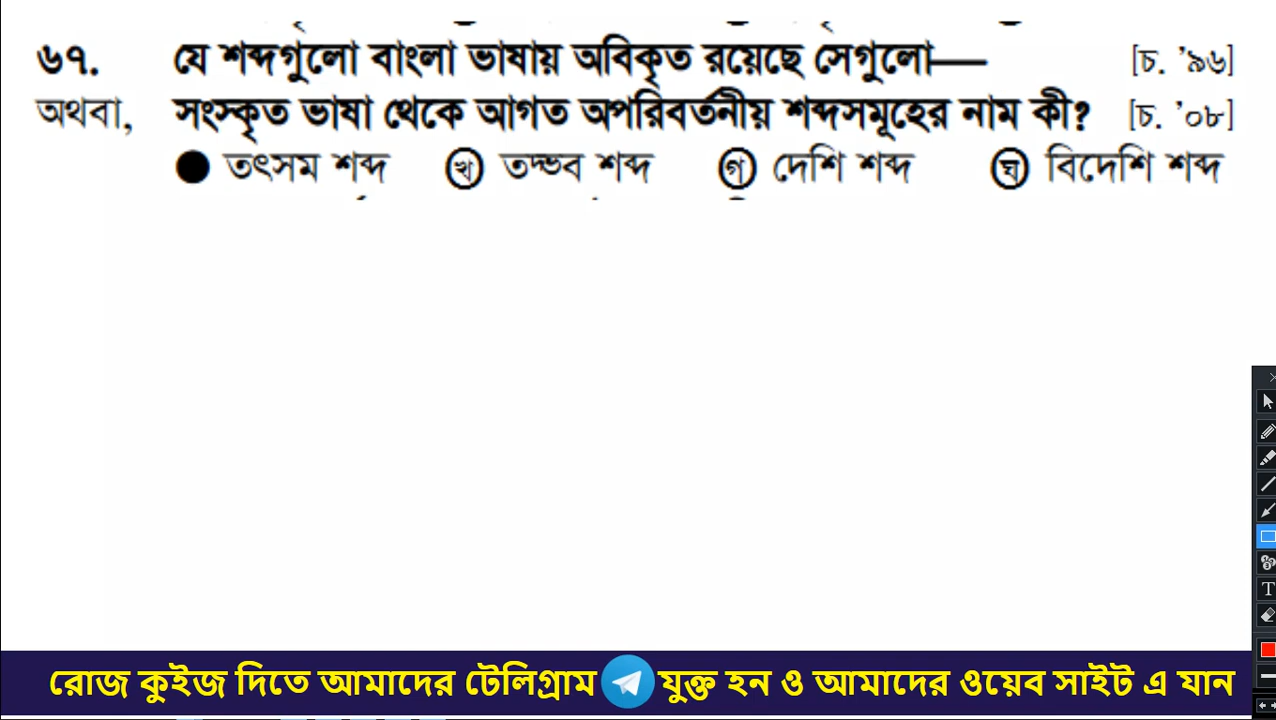 ৬৭. যে শব্দগুলো বাংলা ভাষায় অবিকৃত রয়েছে সেগুলো— [চ. ’৯৬]
অথবা, সংস্কৃত ভাষা থেকে আগত অপরিবর্তনীয় শব্দসমূহের নাম কী? [চ. ’০৮]
● তৎসম শব্দ খ তদ্ভব শব্দ গ দেশি শব্দ ঘ বিদেশি শব্দ
রোজ কুইজ দিতে আমাদের টেলিগ্রাম যুক্ত হন ও আমাদের ওয়েব সাইট এ যান